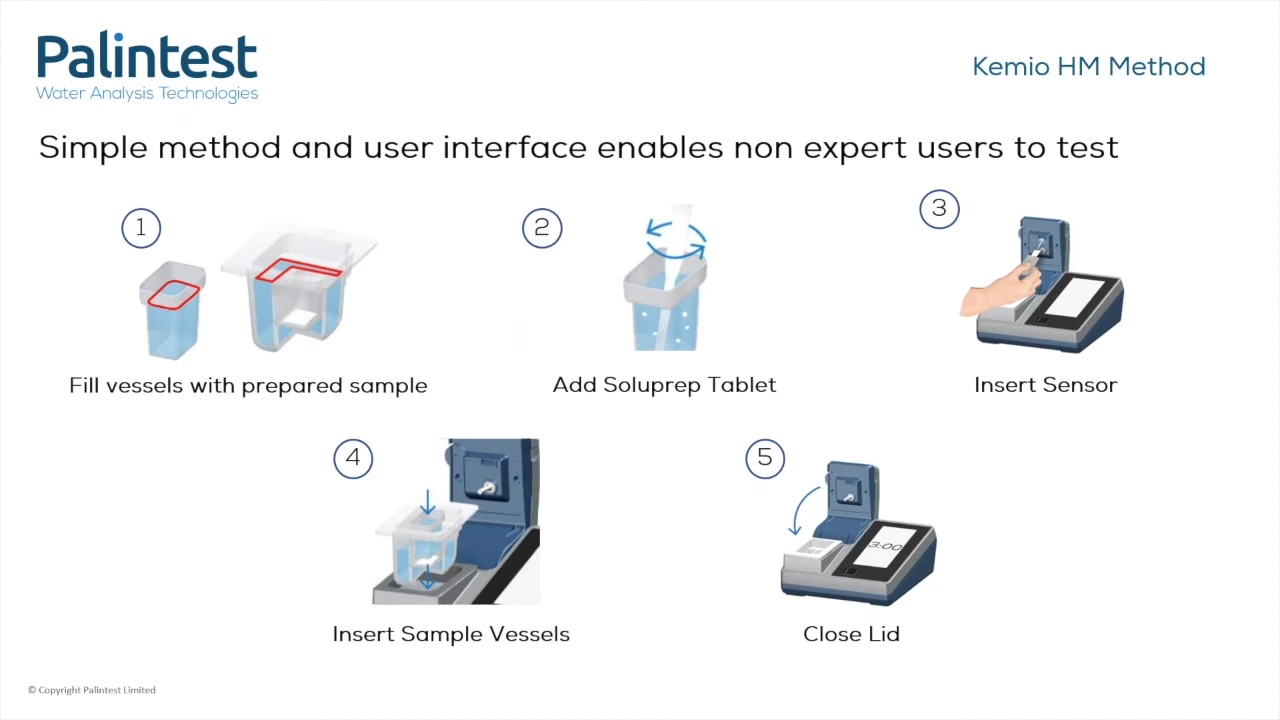 Palintest
Water Analysis Technologies
Kemio HM Method
Simple method and user interface enables non expert users to test
1
Fill vessels with prepared sample
2
Add Soluprep Tablet
3
Insert Sensor
4
Insert Sample Vessels
5
3:00
Close Lid
© Copyright Palintest Limited